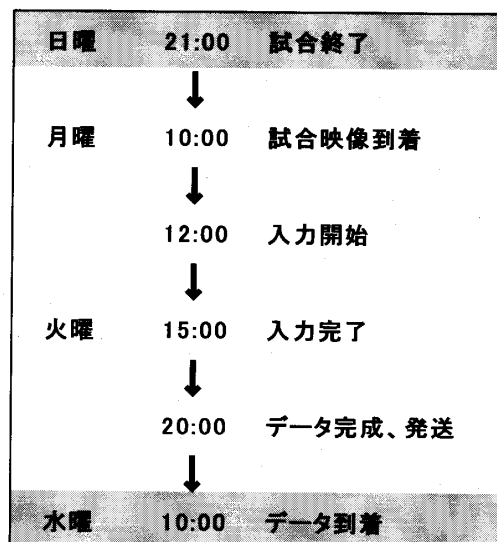 日曜 21:00 試合終了
↓
月曜 10:00 試合映像到着
↓
12:00 入力開始
↓
火曜 15:00 入力完了
↓
20:00 データ完成、発送
↓
水曜 10:00 データ到着